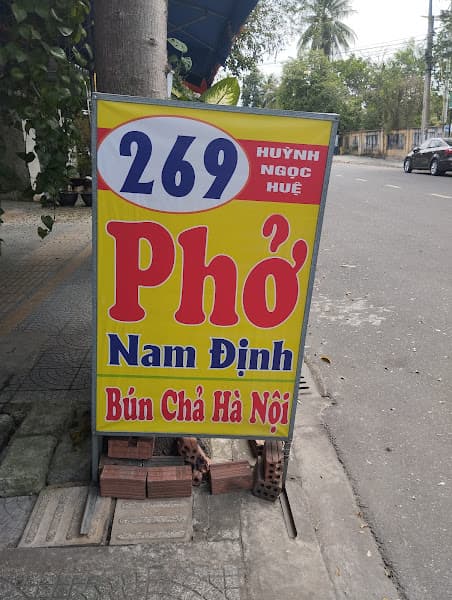 269
HUỲNH
NGỌC
HUỆ
Phở
Nam Định
Bún Chả Hà Nội